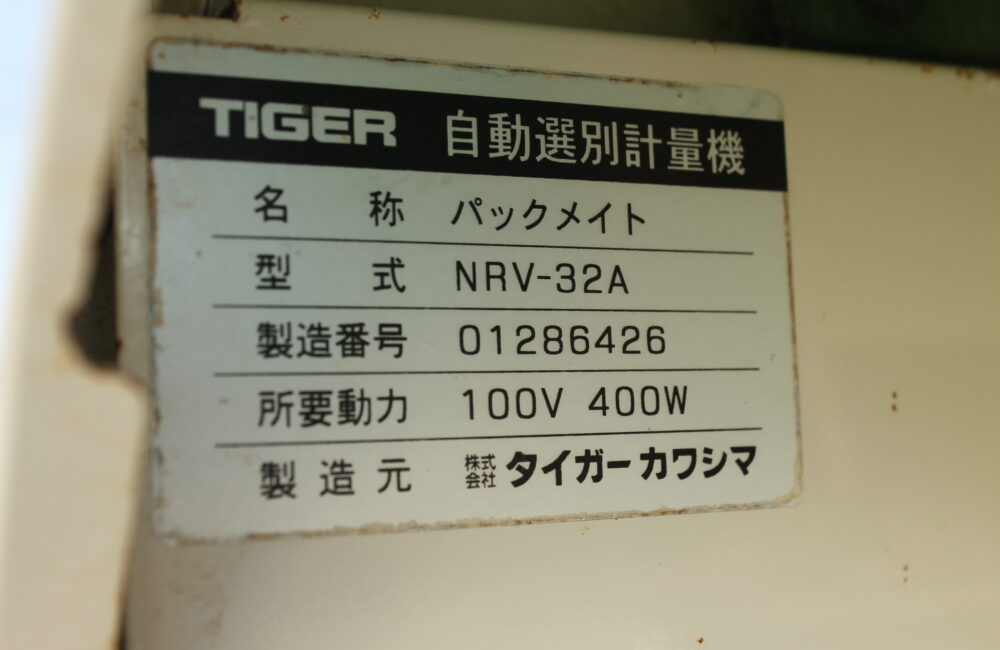 TIGER 自動選別計量機
名称 パックメイト
型式 NRV-32A
製造番号 01286426
所要動力 100V 400W
製造元 株式会社 タイガーカワシマ